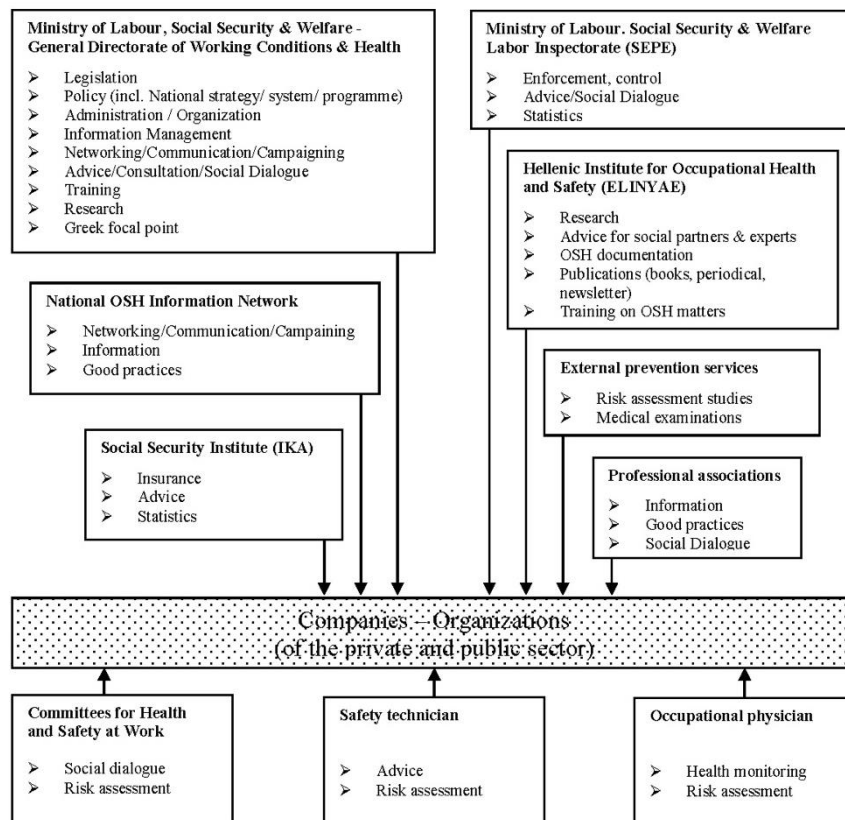 Ministry of Labour, Social Security & Welfare -
General Directorate of Working Conditions & Health
➢ Legislation
➢ Policy (incl. National strategy/ system/ programme)
➢ Administration / Organization
➢ Information Management
➢ Networking/Communication/Campaigning
➢ Advice/Consultation/Social Dialogue
➢ Training
➢ Research
➢ Greek focal point
Ministry of Labour. Social Security & Welfare
Labor Inspectorate (SEPE)
➢ Enforcement, control
➢ Advice/Social Dialogue
➢ Statistics
Hellenic Institute for Occupational Health
and Safety (ELINYAE)
➢ Research
➢ Advice for social partners & experts
➢ OSH documentation
➢ Publications (books, periodical,
newsletter)
➢ Training on OSH matters
National OSH Information Network
➢ Networking/Communication/Campaining
➢ Information
➢ Good practices
External prevention services
➢ Risk assessment studies
➢ Medical examinations
Social Security Institute (IKA)
➢ Insurance
➢ Advice
➢ Statistics
Professional associations
➢ Information
➢ Good practices
➢ Social Dialogue
Companies – Organizations
(of the private and public sector)
Committees for Health
and Safety at Work
➢ Social dialogue
➢ Risk assessment
Safety technician
➢ Advice
➢ Risk assessment
Occupational physician
➢ Health monitoring
➢ Risk assessment